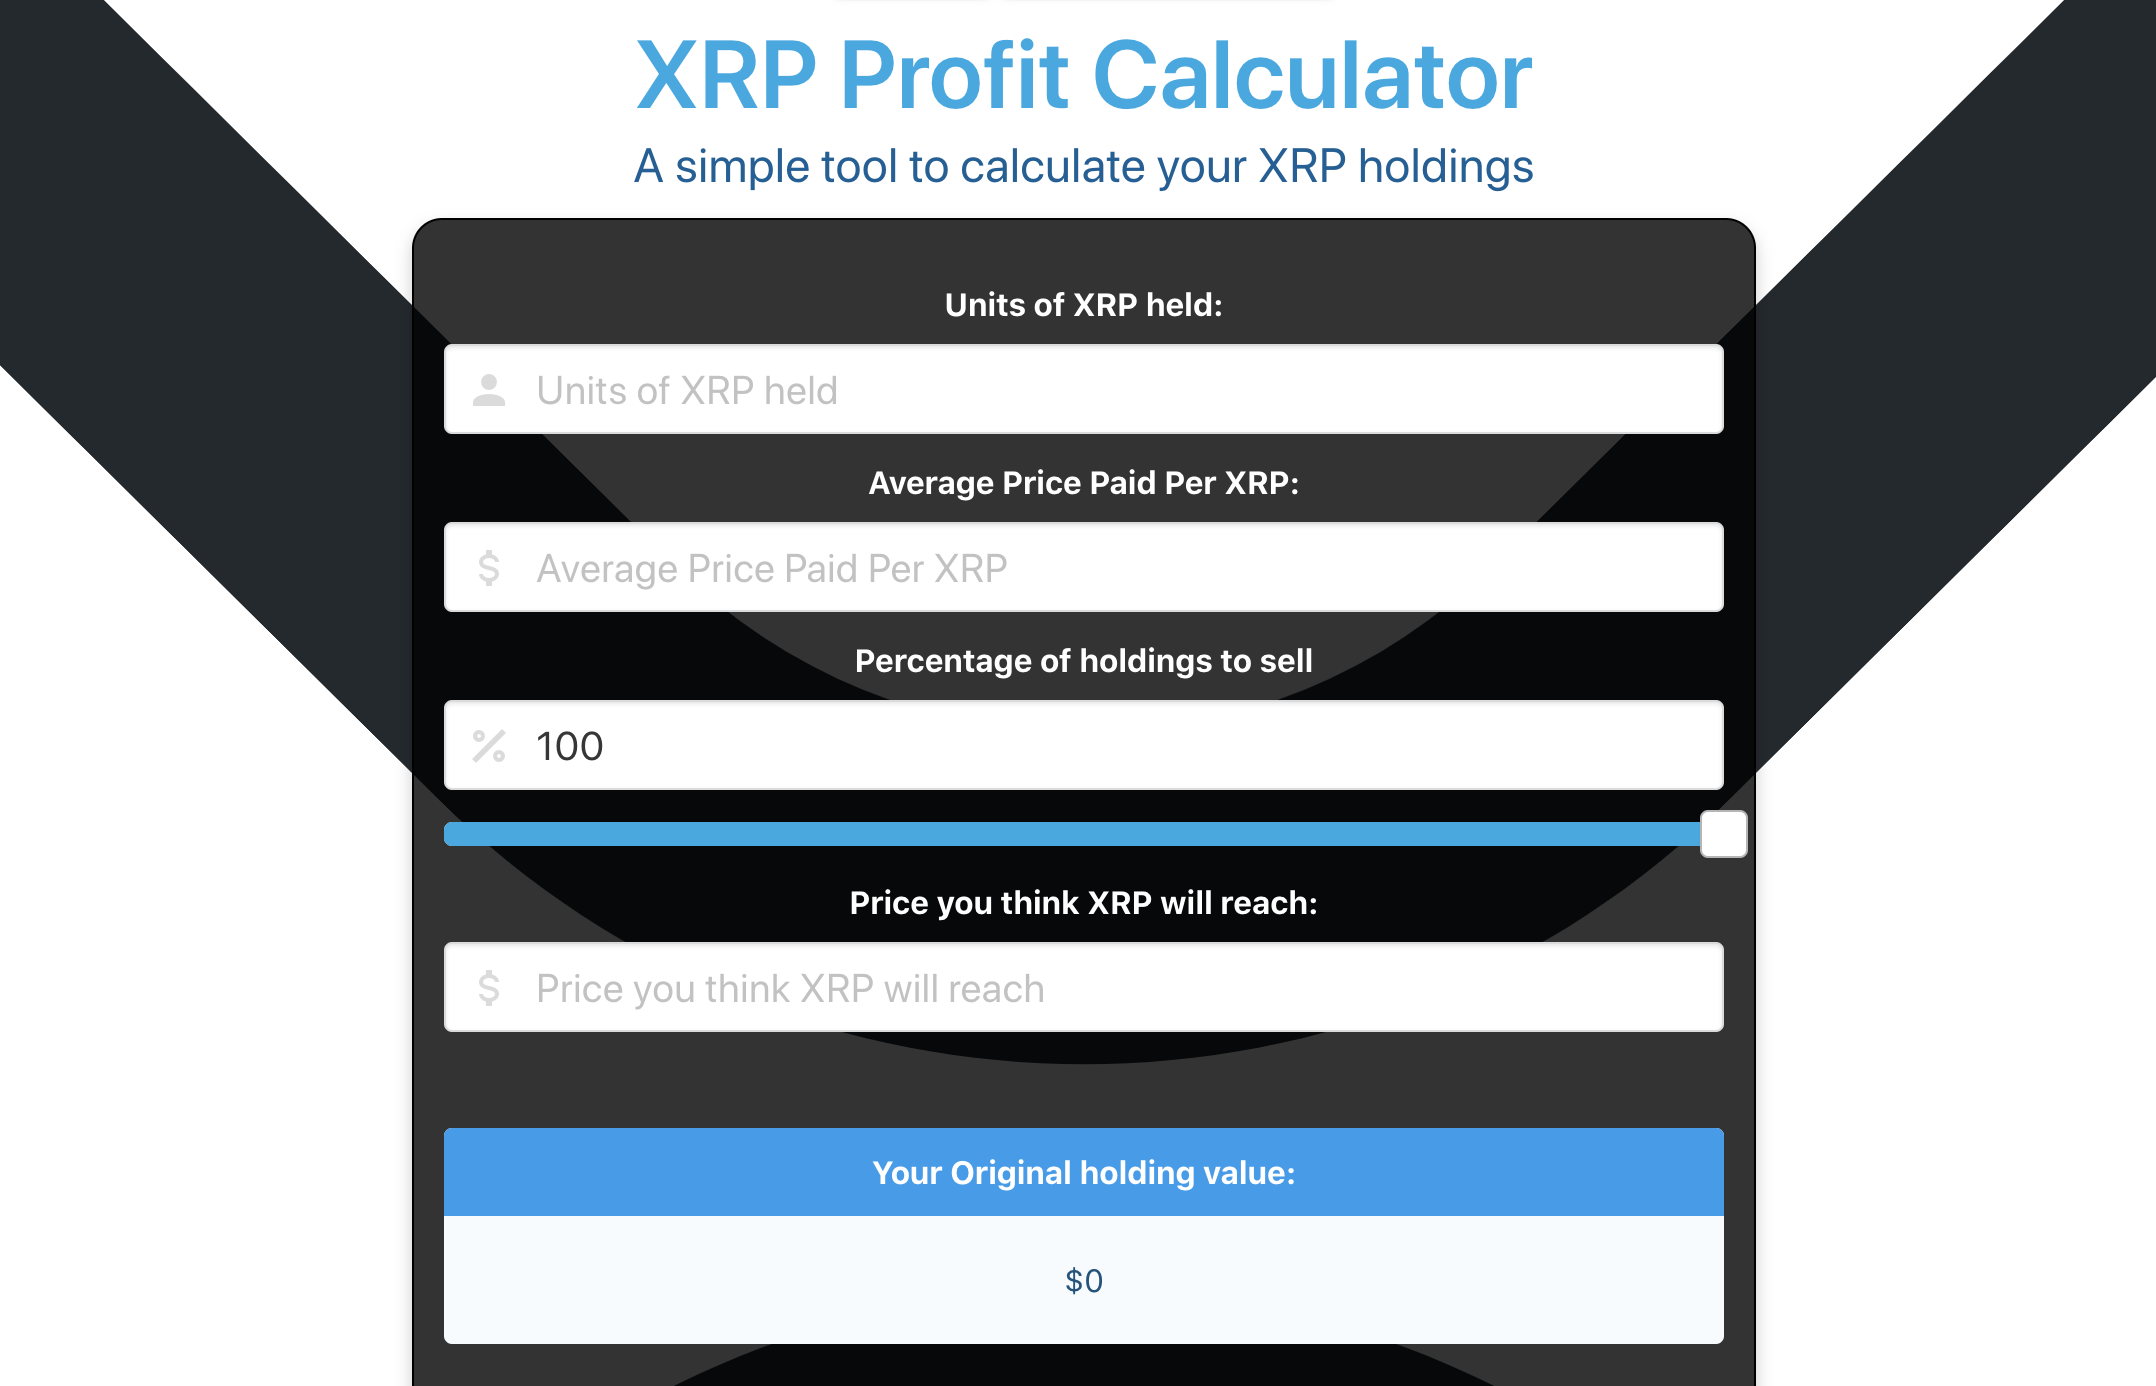 XRP Profit Calculator
A simple tool to calculate your XRP holdings
Units of XRP held:
Units of XRP held
Average Price Paid Per XRP:
$ Average Price Paid Per XRP
Percentage of holdings to sell
% 100
Price you think XRP will reach:
$ Price you think XRP will reach
Your Original holding value:
$0